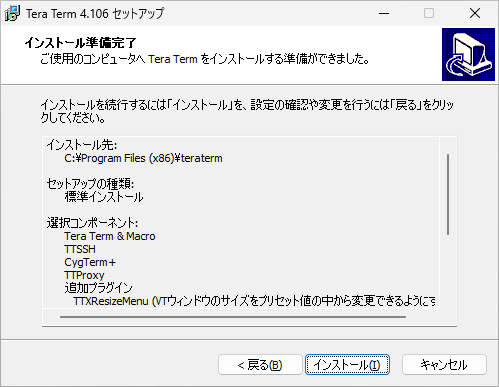 Tera Term 4.106 セットアップ
インストール準備完了
ご使用のコンピュータへ Tera Term をインストールする準備ができました。
インストールを続行するには「インストール」を、設定の確認や変更を行うには「戻る」をクリッ
クしてください。
インストール先:
C:¥Program Files (x86)¥teraterm
セットアップの種類:
標準インストール
選択コンポーネント:
Tera Term & Macro
TTSSH
CygTerm+
TTProxy
追加プラグイン
TTXResizeMenu (VTウィンドウのサイズをプリセット値の中から変更できるようにす
< 戻る(B)
インストール(I)
キャンセル